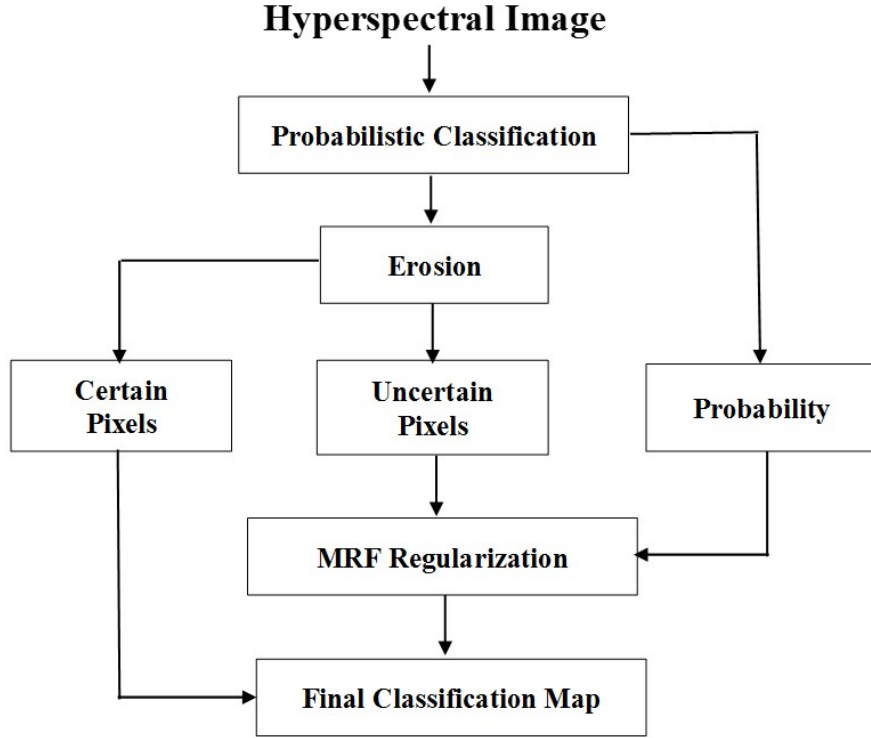 Hyperspectral Image
Probabilistic Classification
Erosion
Certain
Pixels
Uncertain
Pixels
Probability
MRF Regularization
Final Classification Map